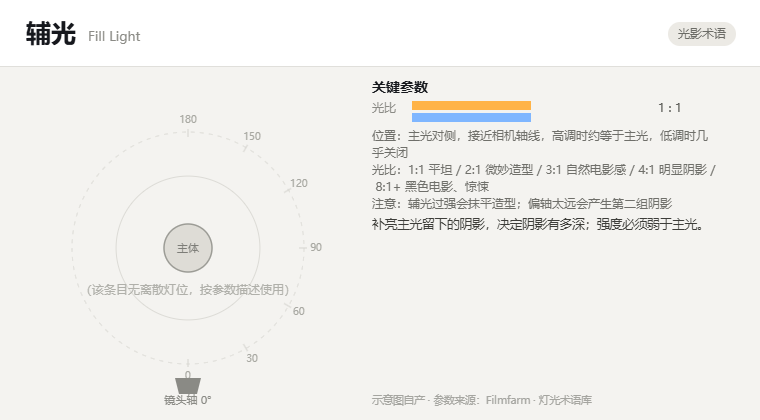 辅光 Fill Light
光影术语
关键参数
光比 1 : 1
位置：主光对侧，接近相机轴线，高调时约等于主光，低调时几
乎关闭
光比：1:1 平坦 / 2:1 微妙造型 / 3:1 自然电影感 / 4:1 明显阴影 /
8:1+ 黑色电影、惊悚
注意：辅光过强会抹平造型；偏轴太远会产生第二组阴影
补亮主光留下的阴影，决定阴影有多深；强度必须弱于主光。
180
150
120
90
60
30
0
主体
(该条目无离散灯位，按参数描述使用)
镜头轴 0°
示意图自产 · 参数来源：Filmfarm · 灯光术语库